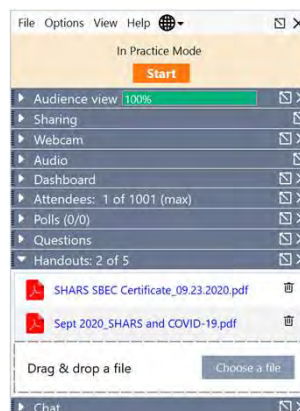 File Options View Help
In Practice Mode
Start
Audience view 100%
Sharing
Webcam
Audio
Dashboard
Attendees: 1 of 1001 (max)
Polls (0/0)
Questions
Handouts: 2 of 5
SHARS SBEC Certificate_09.23.2020.pdf
Sept 2020_SHARS and COVID-19.pdf
Drag & drop a file
Choose a file
Chat